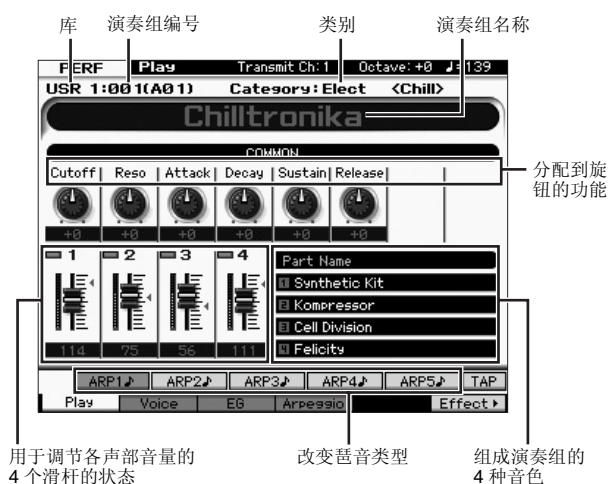 库 演奏组编号 类别 演奏组名称
PERF Play Transmit Ch:1 Octave:+0 ♩=139
USR 1:001(A01) Category:Elect <Chill>
Chilltronika
COMMON
Cutoff Reso Attack Decay Sustain Release
+0 +0 +0 +0 +0 +0
分配到旋
钮的功能
1 2 3 4
Part Name
1 Synthetic Kit
2 Kompressor
3 Cell Division
4 Felicity
114 75 56 111
ARP1♪ ARP2♪ ARP3♪ ARP4♪ ARP5♪ TAP
Play Voice EG Arpeggio Effect
用于调节各声部音量的
4 个滑杆的状态
改变琶音类型
组成演奏组的
4 种音色